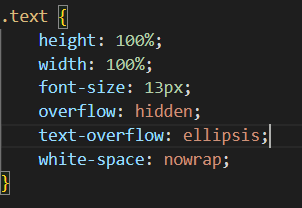 .text {
    height: 100%;
    width: 100%;
    font-size: 13px;
    overflow: hidden;
    text-overflow: ellipsis;
    white-space: nowrap;
}